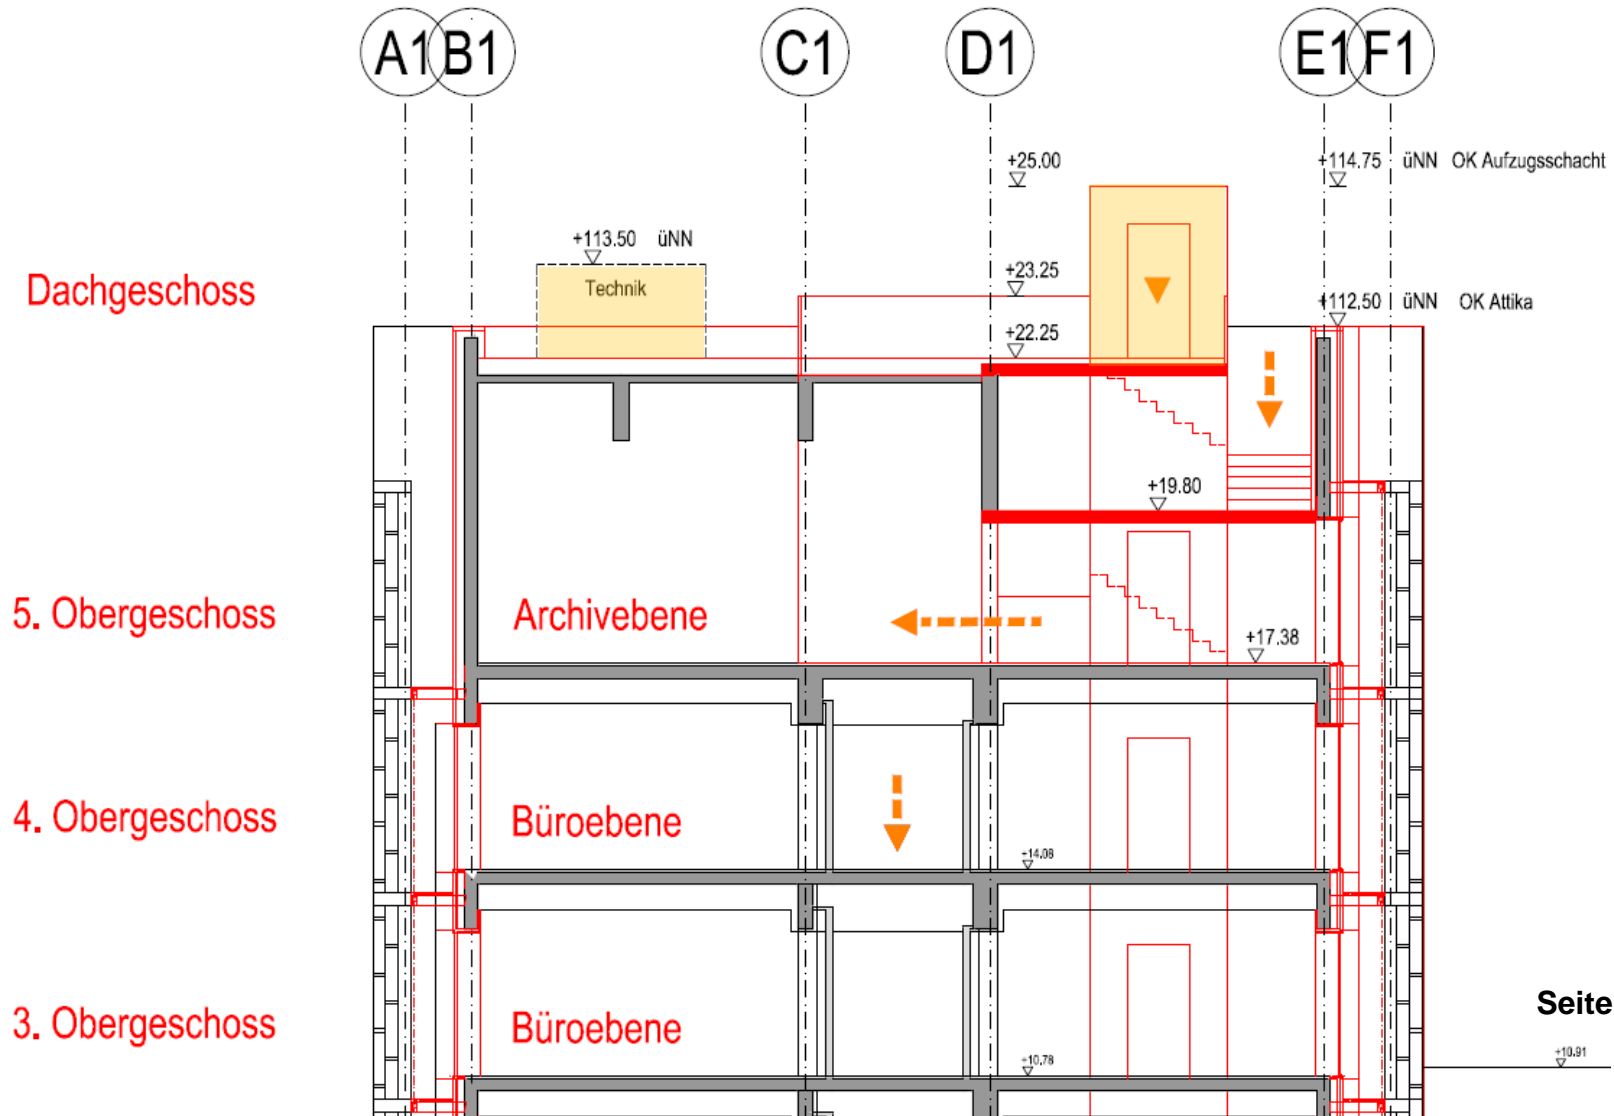 A1 B1 C1 D1 E1 F1
+25.00
+114.75 üNN OK Aufzugsschacht
+113.50 üNN
Technik
+23.25
Dachgeschoss
+112,50 üNN OK Attika
+22.25
+19.80
5. Obergeschoss
Archivebene
+17.38
4. Obergeschoss
Büroebene
+14.08
Seite
3. Obergeschoss
Büroebene
+10.78
+10.91